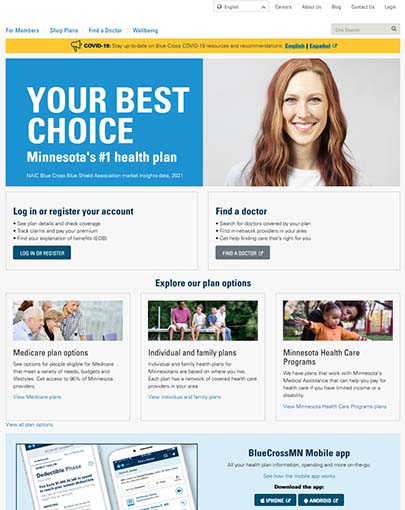 English
Careers
About Us
Blog
Contact Us
Login
For Members
Shop Plans
Find a Doctor
Wellbeing
Site Search
COVID-19: Stay up-to-date on Blue Cross COVID-19 resources and recommendations. English | Español
YOUR BEST
CHOICE
Minnesota's #1 health plan
NAIC Blue Cross Blue Shield Association market insights data, 2021
Log in or register your account
• See plan details and check coverage
• Track claims and pay your premium
• Find your explanation of benefits (EOB)
LOG IN OR REGISTER
Find a doctor
• Search for doctors covered by your plan
• Find in-network providers in your area
• Get help finding care that's right for you
FIND A DOCTOR
Explore our plan options
Medicare plan options
See options for people eligible for Medicare
that meet a variety of needs, budgets and
lifestyles. Get access to 96% of Minnesota
providers.
View Medicare plans
Individual and family plans
Individual and family health plans for
Minnesotans are based on where you live.
Each plan has a network of covered health care
providers in your area.
View individual and family plans
Minnesota Health Care
Programs
We have plans that work with Minnesota's
Medical Assistance that can help you pay for
health care if you have limited income or a
disability.
View Minnesota Health Care Programs plans
View all plan options
Deductible Phase
BlueCrossMN Mobile app
All your health plan information, spending and more on-the-go.
See how the mobile app works
Download the app:
IPHONE
ANDROID